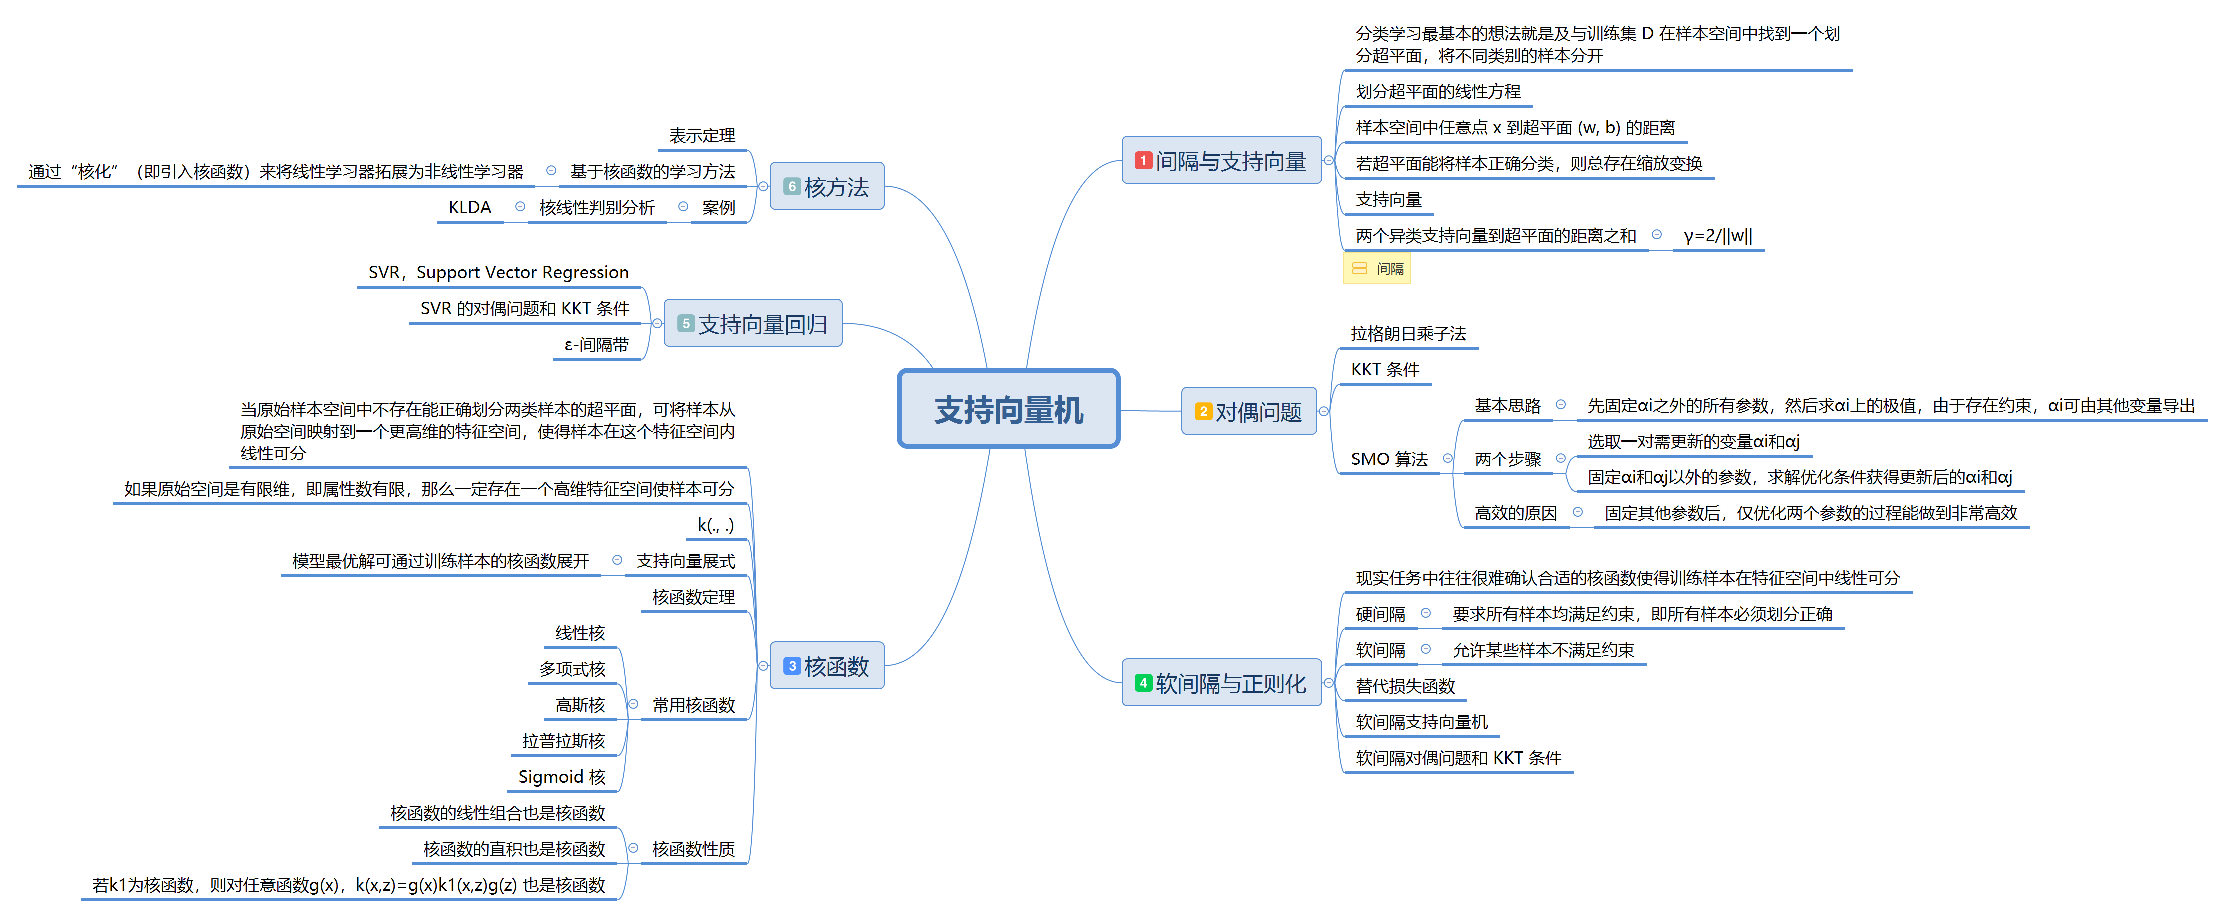 支持向量机
1 间隔与支持向量
分类学习最基本的想法就是及与训练集 D 在样本空间中找到一个划
分超平面，将不同类别的样本分开
划分超平面的线性方程
样本空间中任意点 x 到超平面 (w, b) 的距离
若超平面能将样本正确分类，则总存在缩放变换
支持向量
两个异类支持向量到超平面的距离之和
γ=2/||w||
间隔
2 对偶问题
拉格朗日乘子法
KKT 条件
SMO 算法
基本思路
先固定αi之外的所有参数，然后求αi上的极值，由于存在约束，αi可由其他变量导出
两个步骤
选取一对需更新的变量αi和αj
固定αi和αj以外的参数，求解优化条件获得更新后的αi和αj
高效的原因
固定其他参数后，仅优化两个参数的过程能做到非常高效
3 核函数
当原始样本空间中不存在能正确划分两类样本的超平面，可将样本从
原始空间映射到一个更高维的特征空间，使得样本在这个特征空间内
线性可分
如果原始空间是有限维，即属性数有限，那么一定存在一个高维特征空间使样本可分
k(., .)
支持向量展式
模型最优解可通过训练样本的核函数展开
核函数定理
常用核函数
线性核
多项式核
高斯核
拉普拉斯核
Sigmoid 核
核函数性质
核函数的线性组合也是核函数
核函数的直积也是核函数
若k1为核函数，则对任意函数g(x)，k(x,z)=g(x)k1(x,z)g(z) 也是核函数
4 软间隔与正则化
现实任务中往往很难确认合适的核函数使得训练样本在特征空间中线性可分
硬间隔
要求所有样本均满足约束，即所有样本必须划分正确
软间隔
允许某些样本不满足约束
替代损失函数
软间隔支持向量机
软间隔对偶问题和 KKT 条件
5 支持向量回归
SVR，Support Vector Regression
SVR 的对偶问题和 KKT 条件
ε-间隔带
6 核方法
表示定理
基于核函数的学习方法
通过“核化”（即引入核函数）来将线性学习器拓展为非线性学习器
案例
核线性判别分析
KLDA